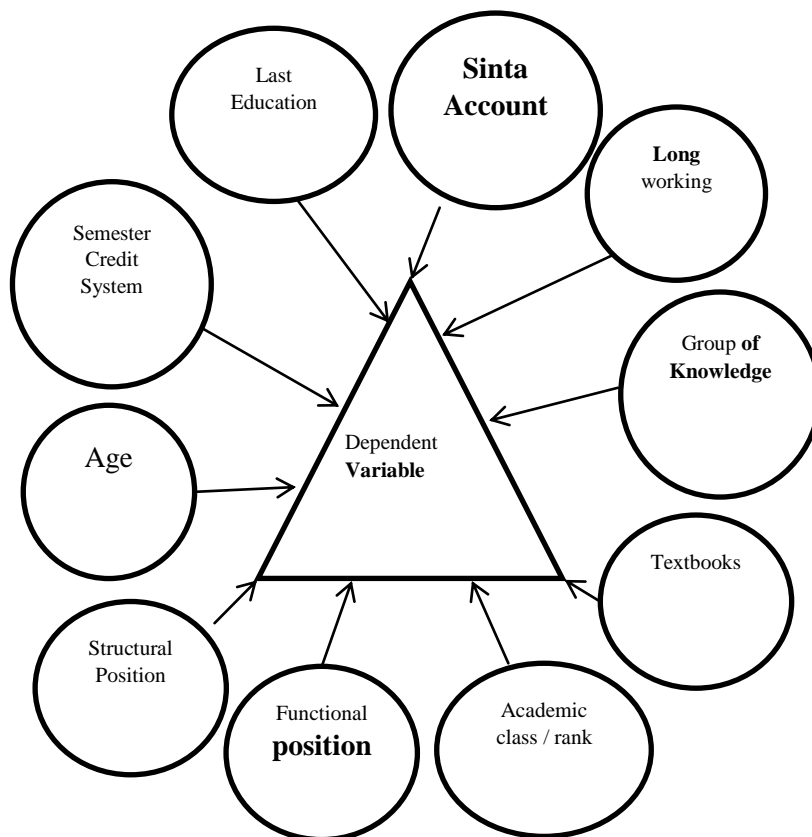 Last
Education
Sinta
Account
Long
working
Semester
Credit
System
Group of
Knowledge
Age
Dependent
Variable
Textbooks
Structural
Position
Functional
position
Academic
class / rank